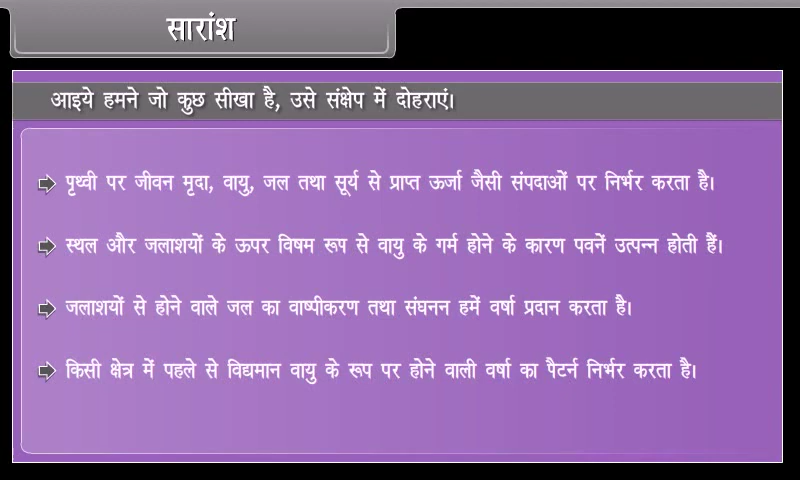 सारांश
आइये हमने जो कुछ सीखा है, उसे संक्षेप में दोहराएं।
पृथ्वी पर जीवन मृदा, वायु, जल तथा सूर्य से प्राप्त ऊर्जा जैसी संपदाओं पर निर्भर करता है।
स्थल और जलाशयों के ऊपर विषम रूप से वायु के गर्म होने के कारण पवनें उत्पन्न होती हैं।
जलाशयों से होने वाले जल का वाष्पीकरण तथा संघनन हमें वर्षा प्रदान करता है।
किसी क्षेत्र में पहले से विद्यमान वायु के रूप पर होने वाली वर्षा का पैटर्न निर्भर करता है।